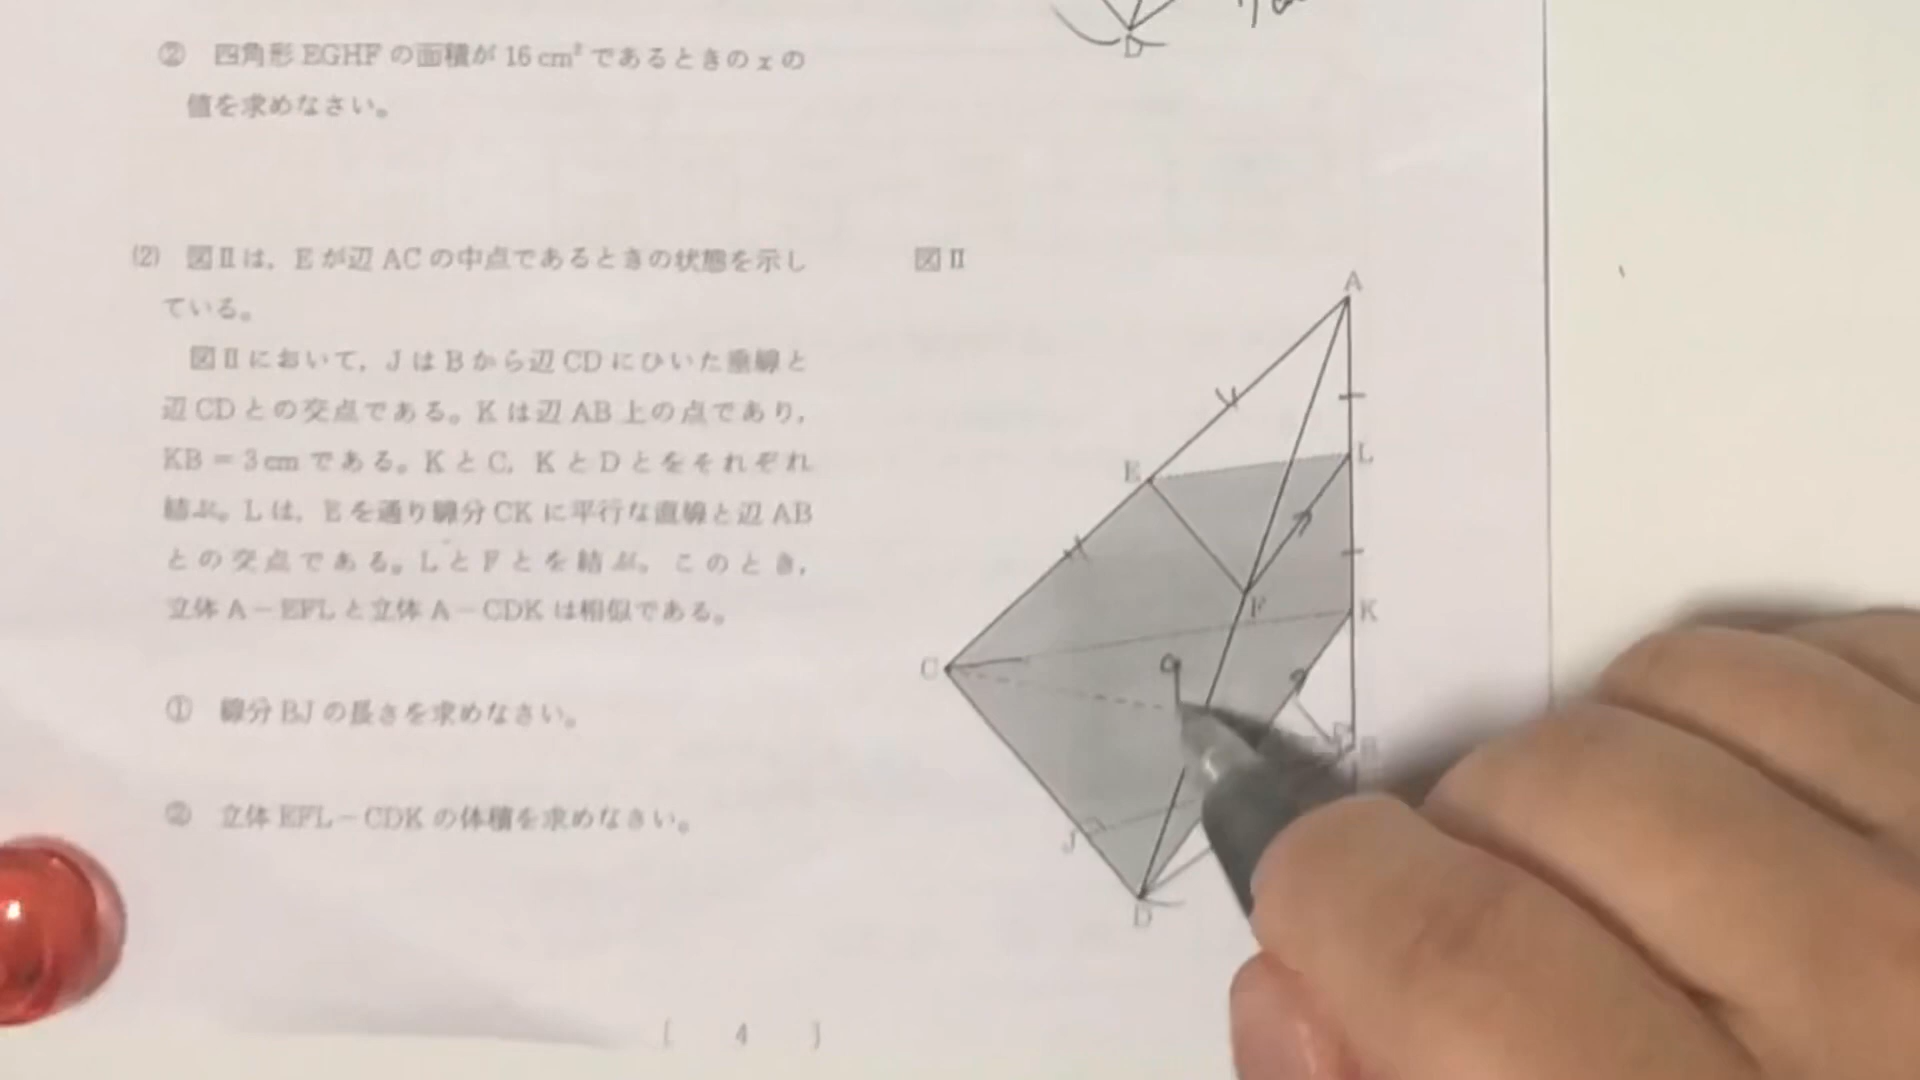 ② 四角形 EGHF の面積が 16 cm² であるときの x の
値を求めなさい。
D
(2) 図Ⅱは，E が辺 AC の中点であるときの状態を示し
ている。
図Ⅱにおいて，J は B から辺 CD にひいた垂線と
辺 CD との交点である。K は辺 AB 上の点であり，
KB = 3 cm である。K と C，K と D とをそれぞれ
結ぶ。L は，E を通り線分 CK に平行な直線と辺 AB
との交点である。L と F とを結ぶ。このとき，
立体 A－EFL と立体 A－CDK は相似である。
① 線分 BJ の長さを求めなさい。
② 立体 EFL－CDK の体積を求めなさい。
図Ⅱ
A
E
L
F
K
C
9
B
J
D
[ 4 ]